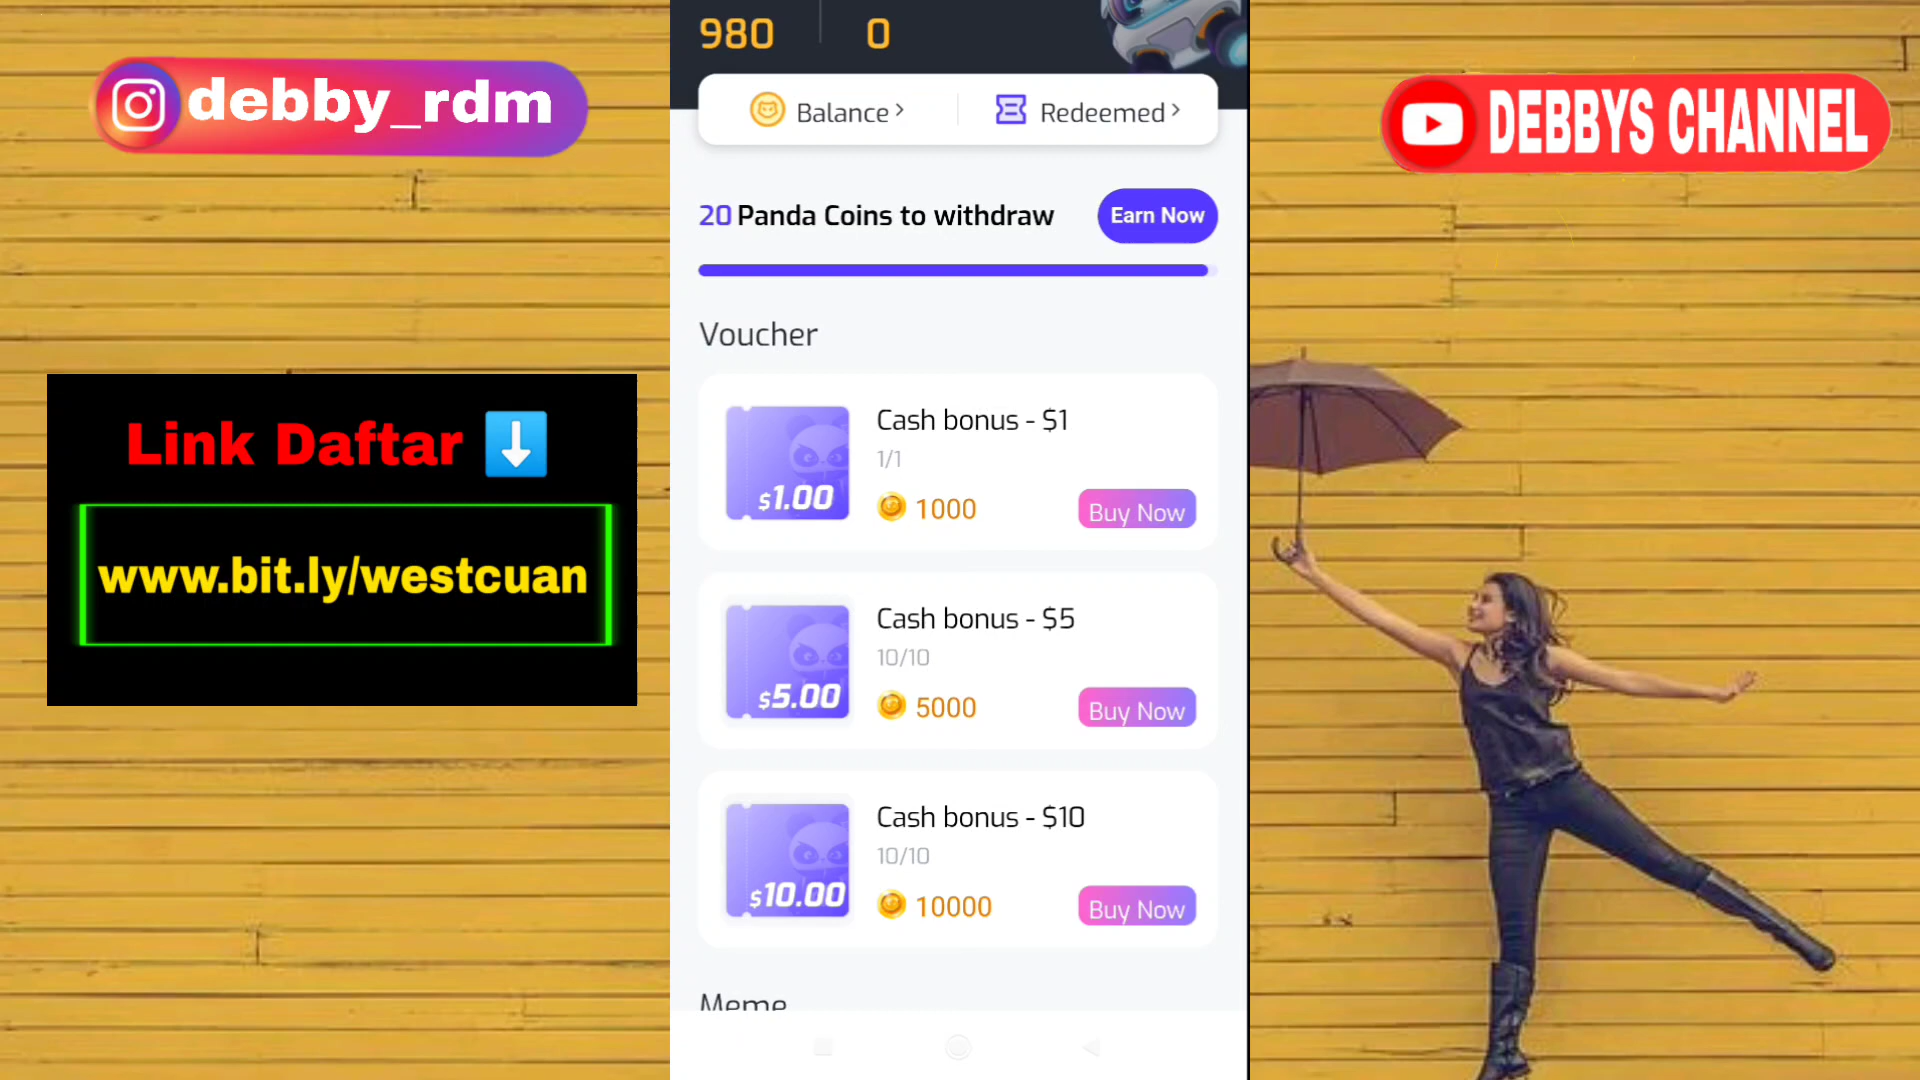 debby_rdm
DEBBYS CHANNEL
Link Daftar ⬇️
www.bit.ly/westcuan
980 0
Balance > Redeemed >
20 Panda Coins to withdraw Earn Now
Voucher
$1.00
Cash bonus - $1
1/1
1000 Buy Now
$5.00
Cash bonus - $5
10/10
5000 Buy Now
$10.00
Cash bonus - $10
10/10
10000 Buy Now
Meme